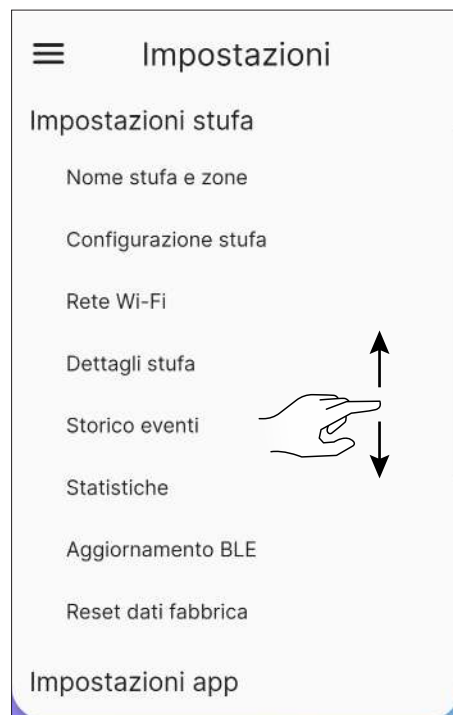 Impostazioni
Impostazioni stufa
Nome stufa e zone
Configurazione stufa
Rete Wi-Fi
Dettagli stufa
Storico eventi
Statistiche
Aggiornamento BLE
Reset dati fabbrica
Impostazioni app